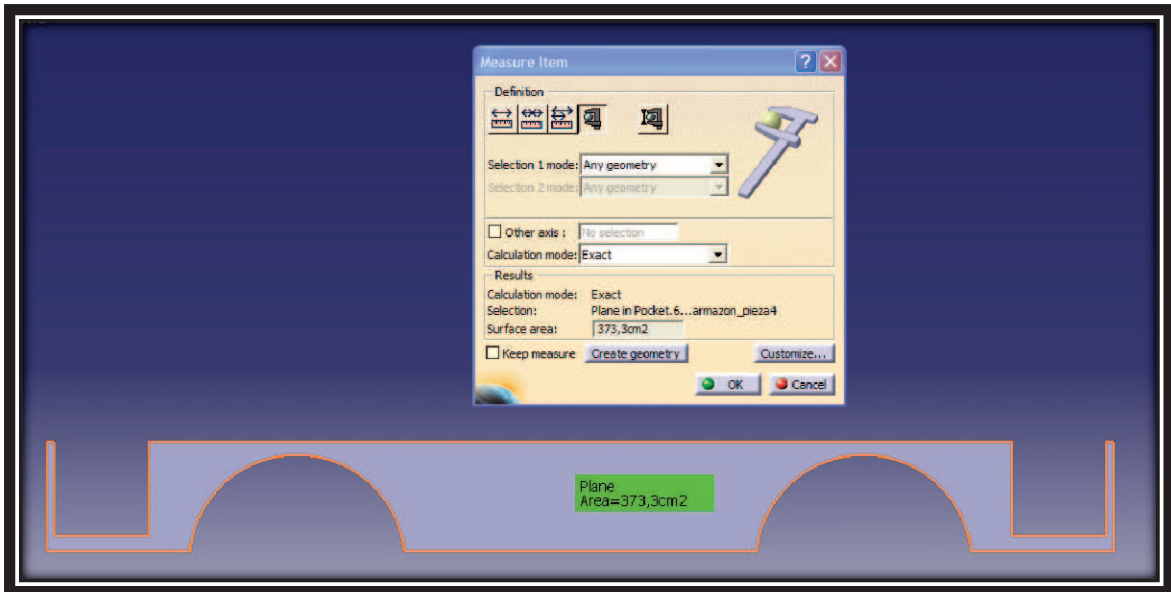 Measure Item
Definition
Selection 1 mode: Any geometry
Selection 2 mode: Any geometry
Other axis : No selection
Calculation mode: Exact
Results
Calculation mode: Exact
Selection: Plane in Pocket.6...armazon_pieza4
Surface area: 373,3cm2
Keep measure Create geometry Customize...
OK Cancel
Plane
Area=373,3cm2